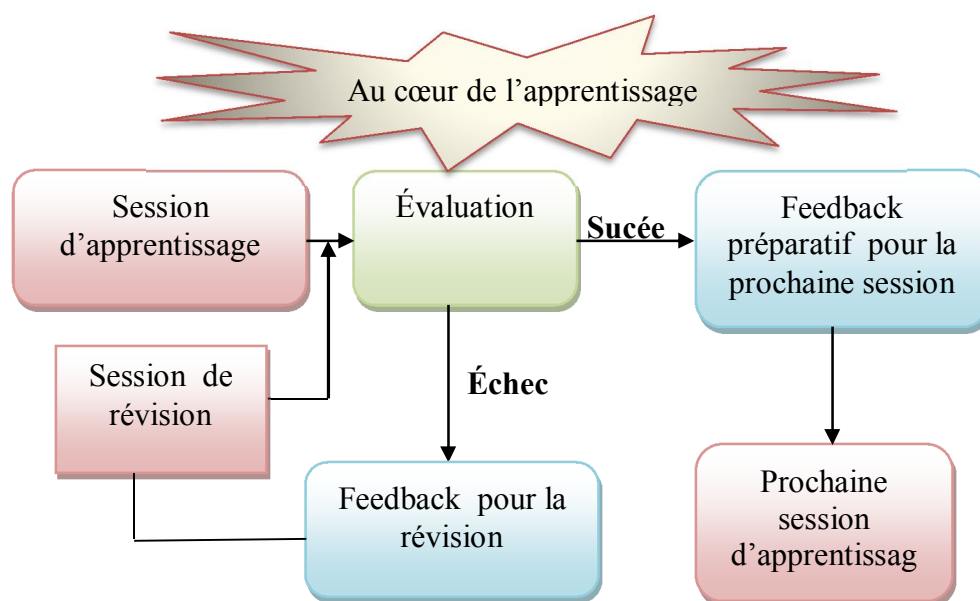 Au cœur de l’apprentissage
Session
d’apprentissage
Évaluation
Sucée
Feedback
préparatif pour la
prochaine session
Session de
révision
Échec
Feedback pour la
révision
Prochaine
session
d’apprentissag